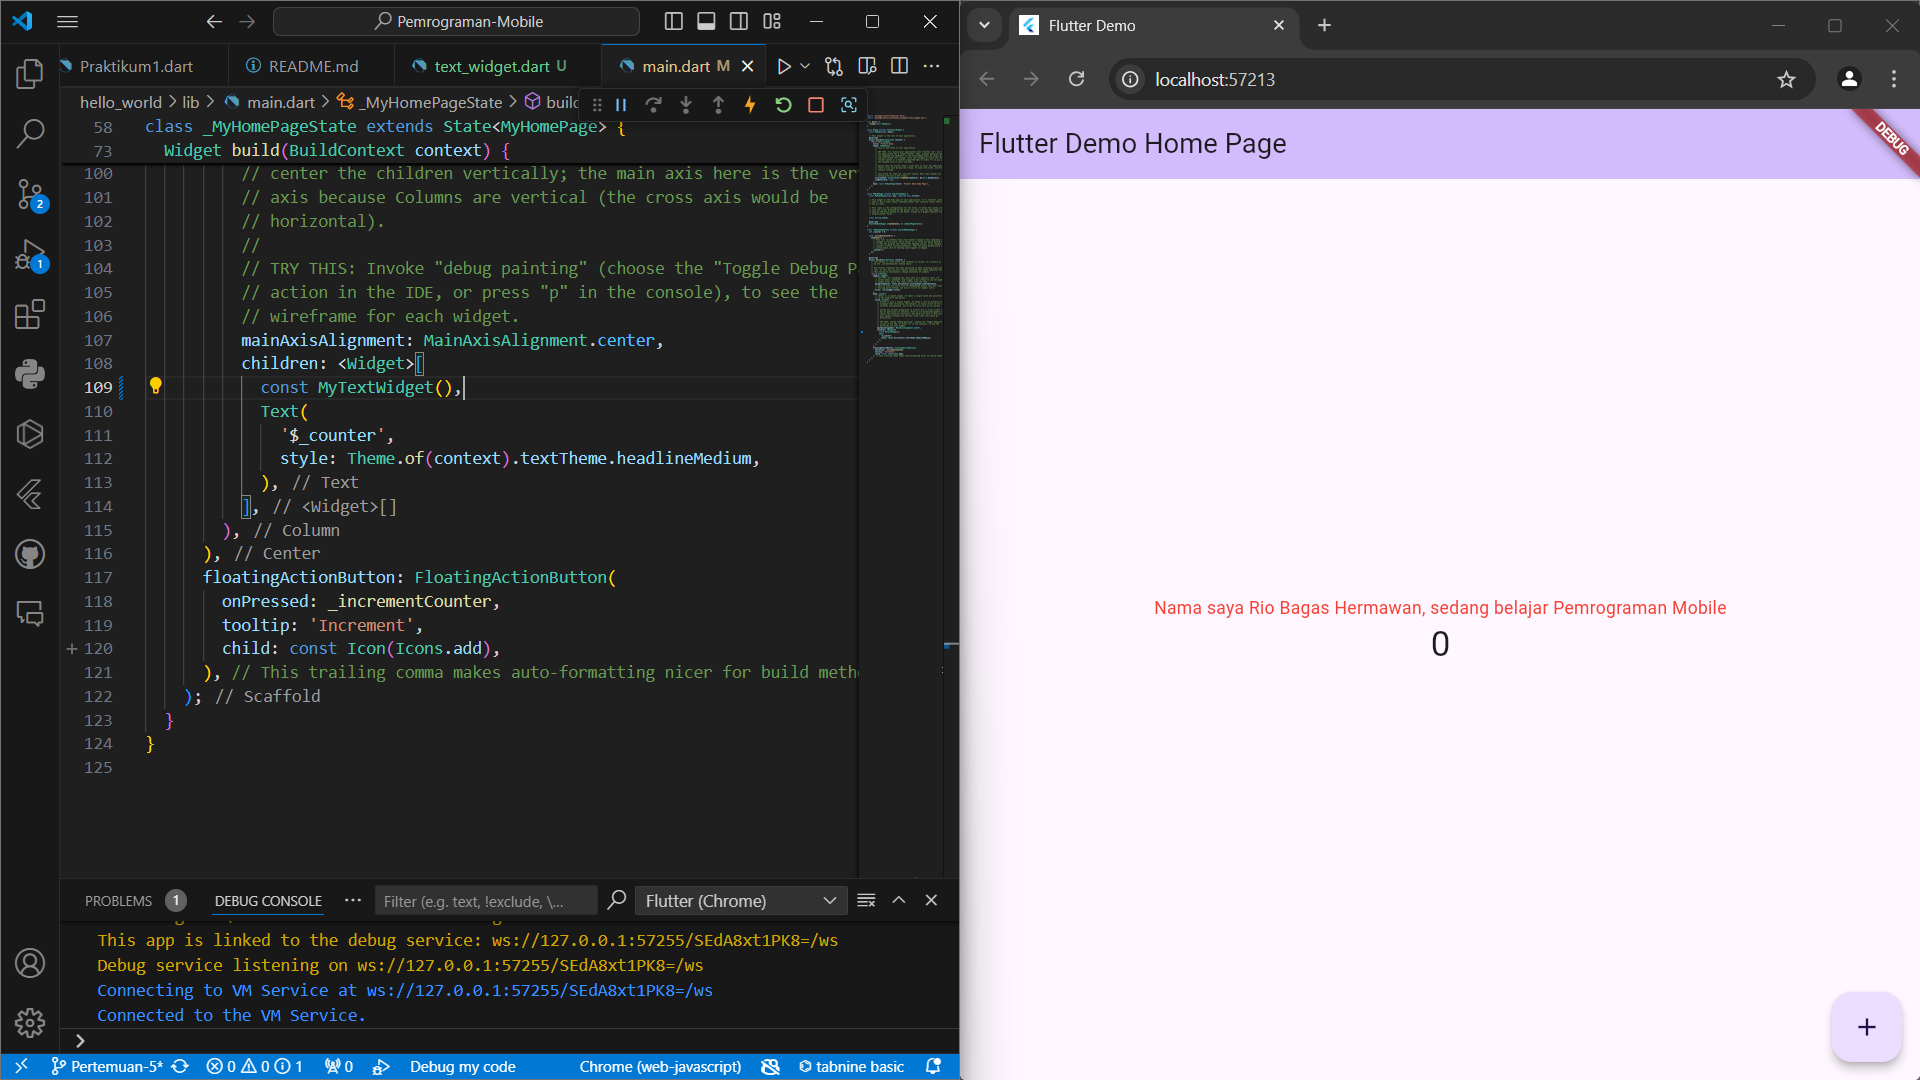 Pemrograman-Mobile
Praktikum1.dart
README.md
text_widget.dart U
main.dart M
hello_world > lib > main.dart > _MyHomePageState > build
58 class _MyHomePageState extends State<MyHomePage> {
73 Widget build(BuildContext context) {
100 // center the children vertically; the main axis here is the ver
101 // axis because Columns are vertical (the cross axis would be
102 // horizontal).
103 //
104 // TRY THIS: Invoke "debug painting" (choose the "Toggle Debug P
105 // action in the IDE, or press "p" in the console), to see the
106 // wireframe for each widget.
107 mainAxisAlignment: MainAxisAlignment.center,
108 children: <Widget>[
109 const MyTextWidget(),
110 Text(
111 '$_counter',
112 style: Theme.of(context).textTheme.headlineMedium,
113 ), // Text
114 ], // <Widget>[]
115 ), // Column
116 ), // Center
117 floatingActionButton: FloatingActionButton(
118 onPressed: _incrementCounter,
119 tooltip: 'Increment',
120 child: const Icon(Icons.add),
121 ), // This trailing comma makes auto-formatting nicer for build meth
122 ); // Scaffold
123 }
124 }
125
PROBLEMS 1
DEBUG CONSOLE
Filter (e.g. text, !exclude, \...
Flutter (Chrome)
This app is linked to the debug service: ws://127.0.0.1:57255/SEdA8xt1PK8=/ws
Debug service listening on ws://127.0.0.1:57255/SEdA8xt1PK8=/ws
Connecting to VM Service at ws://127.0.0.1:57255/SEdA8xt1PK8=/ws
Connected to the VM Service.
Pertemuan-5*
0 0 1
0
Debug my code
Chrome (web-javascript)
tabnine basic
2
1
Flutter Demo
localhost:57213
Flutter Demo Home Page
DEBUG
Nama saya Rio Bagas Hermawan, sedang belajar Pemrograman Mobile
0